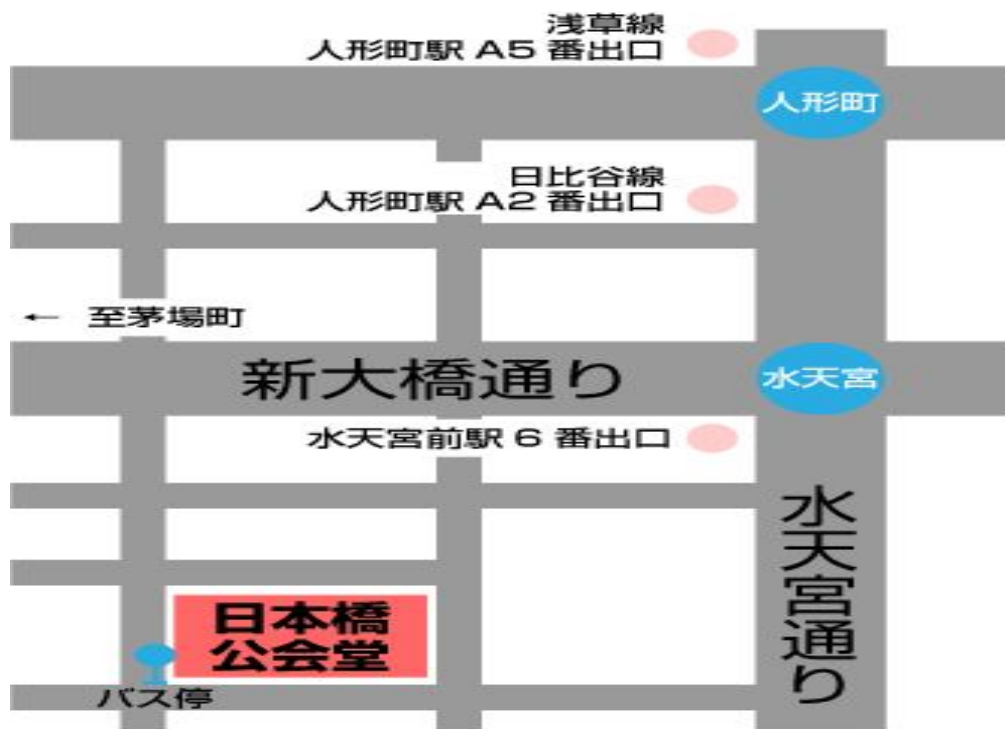 浅草線
人形町駅 A5 番出口
人形町
日比谷線
人形町駅 A2 番出口
← 至茅場町
新大橋通り
水天宮
水天宮前駅 6 番出口
水天宮通り
日本橋
公会堂
バス停